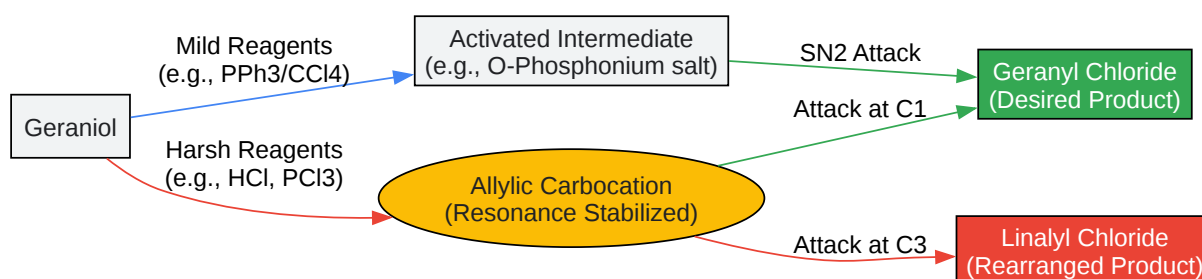 Mild Reagents
(e.g., PPh3/CCl4)
Activated Intermediate
(e.g., O-Phosphonium salt)
SN2 Attack
Geranyl Chloride
(Desired Product)
Geraniol
Attack at C1
Harsh Reagents
(e.g., HCl, PCl3)
Allylic Carbocation
(Resonance Stabilized)
Attack at C3
Linalyl Chloride
(Rearranged Product)